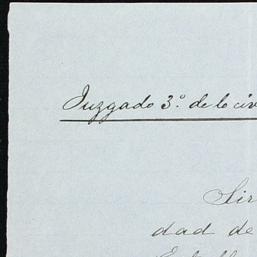 Juzgado 3.º de lo civ
Sir
dad de